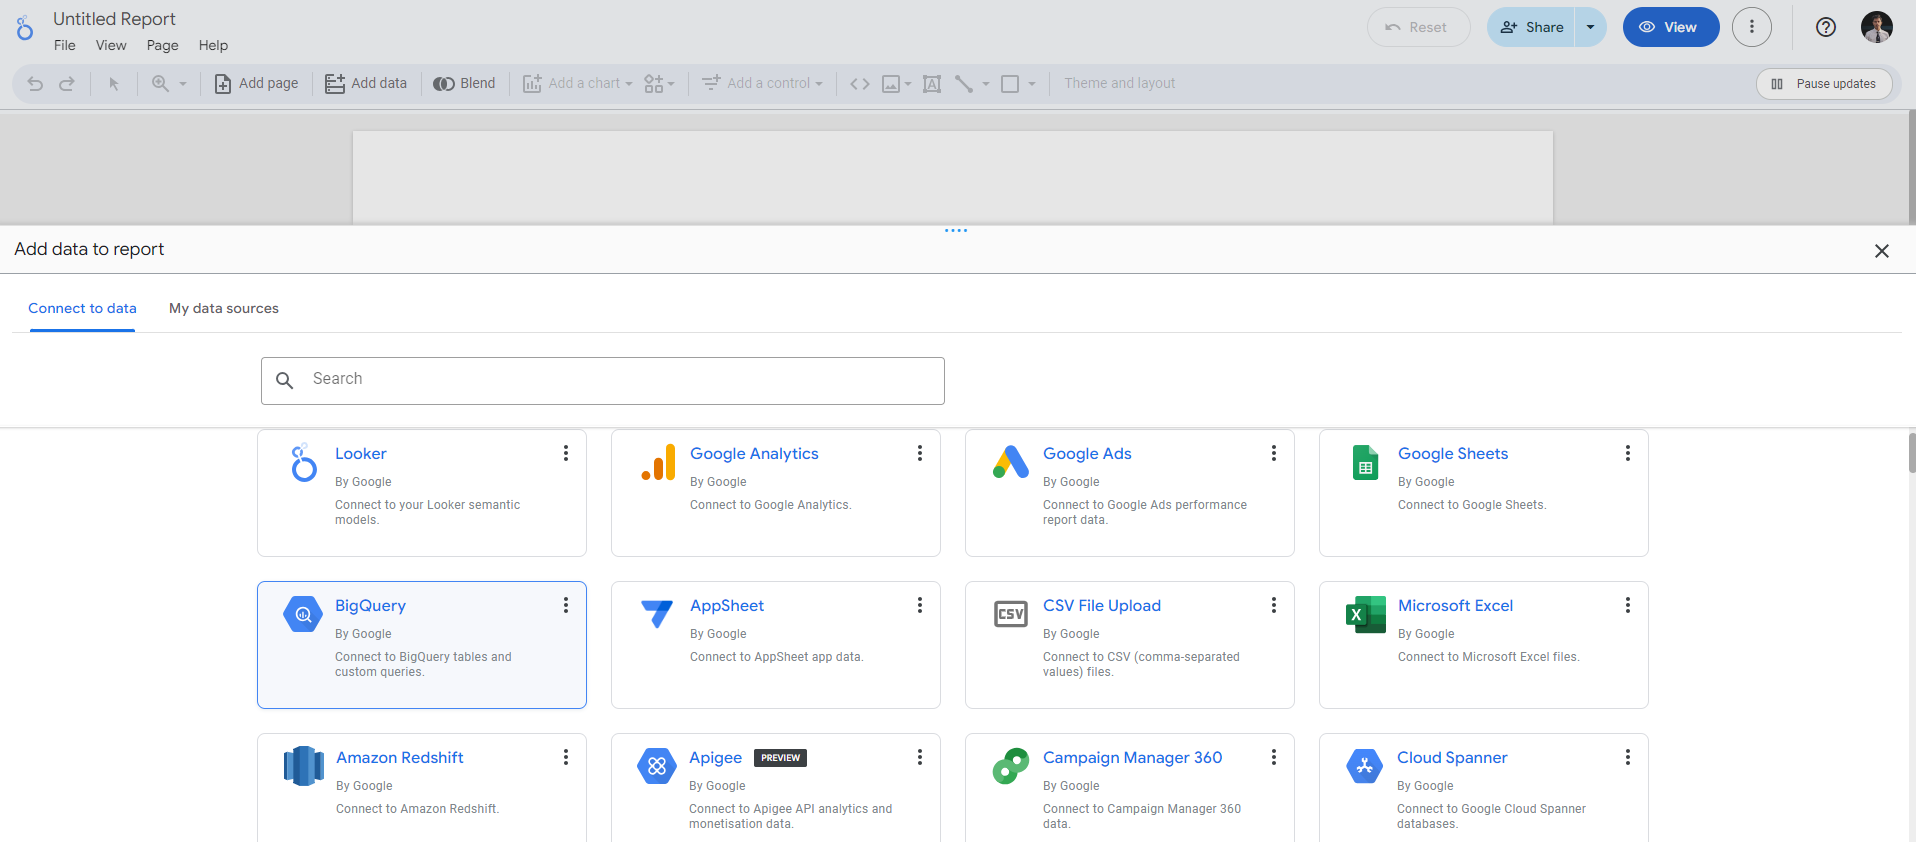 Untitled Report
File View Page Help
Reset
Share
View
Add page
Add data
Blend
Add a chart
Add a control
Theme and layout
Pause updates
Add data to report
Connect to data
My data sources
Search
Looker
By Google
Connect to your Looker semantic
models.
Google Analytics
By Google
Connect to Google Analytics.
Google Ads
By Google
Connect to Google Ads performance
report data.
Google Sheets
By Google
Connect to Google Sheets.
BigQuery
By Google
Connect to BigQuery tables and
custom queries.
AppSheet
By Google
Connect to AppSheet app data.
CSV
CSV File Upload
By Google
Connect to CSV (comma-separated
values) files.
X
Microsoft Excel
By Google
Connect to Microsoft Excel files.
Amazon Redshift
By Google
Connect to Amazon Redshift.
Apigee PREVIEW
By Google
Connect to Apigee API analytics and
monetisation data.
Campaign Manager 360
By Google
Connect to Campaign Manager 360
data.
Cloud Spanner
By Google
Connect to Google Cloud Spanner
databases.